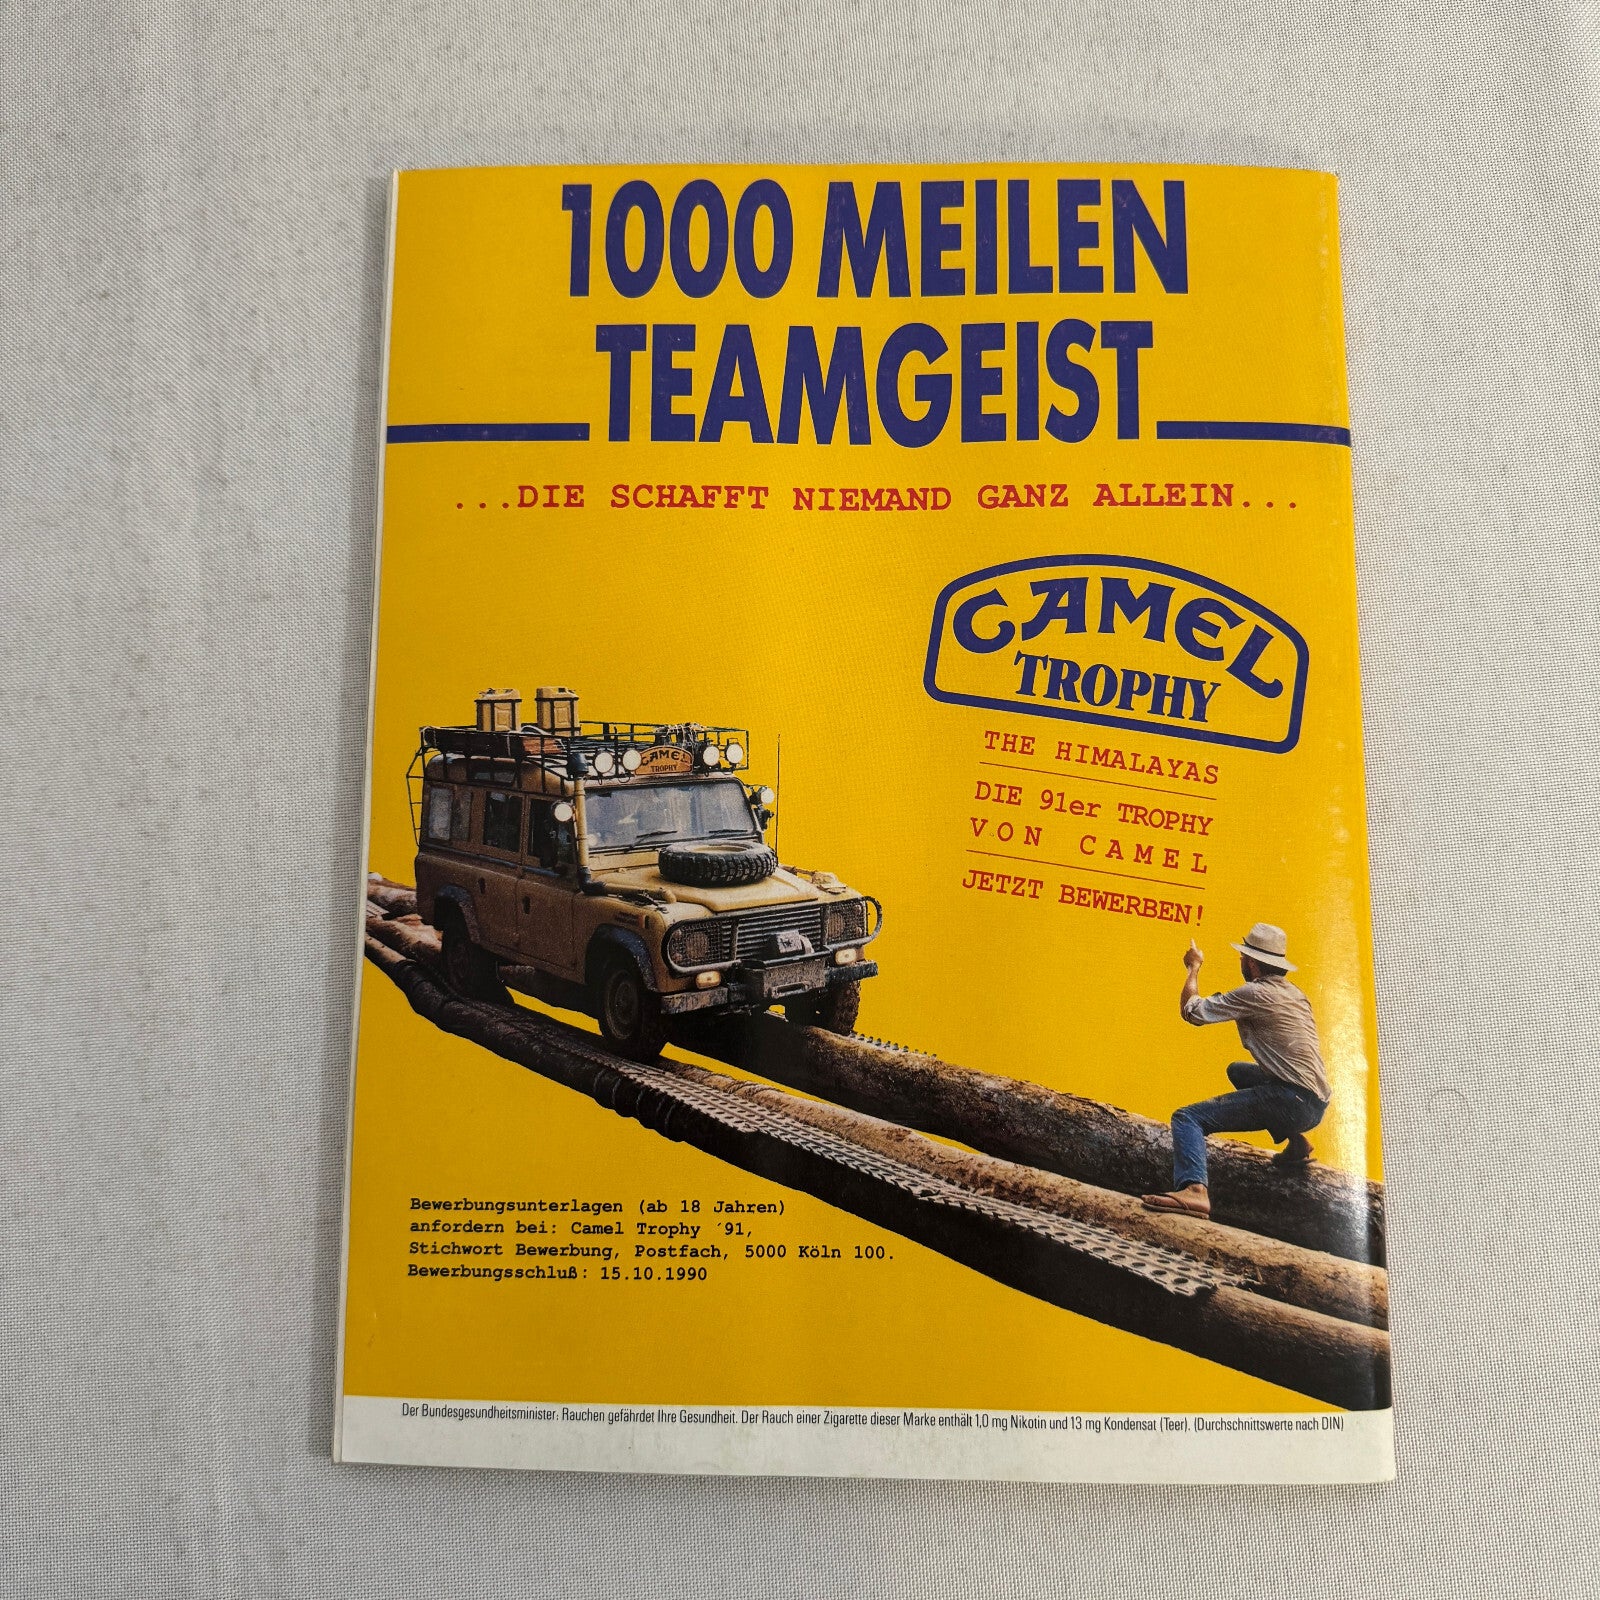 1000 MEILEN
TEAMGEIST
...DIE SCHAFFT NIEMAND GANZ ALLEIN...
CAMEL
TROPHY
THE HIMALAYAS
DIE 91er TROPHY
VON CAMEL
JETZT BEWERBEN!
CAMEL
TROPHY
Bewerbungsunterlagen (ab 18 Jahren)
anfordern bei: Camel Trophy ´91,
Stichwort Bewerbung, Postfach, 5000 Köln 100.
Bewerbungsschluß: 15.10.1990
Der Bundesgesundheitsminister: Rauchen gefährdet Ihre Gesundheit. Der Rauch einer Zigarette dieser Marke enthält 1,0 mg Nikotin und 13 mg Kondensat (Teer). (Durchschnittswerte nach DIN)